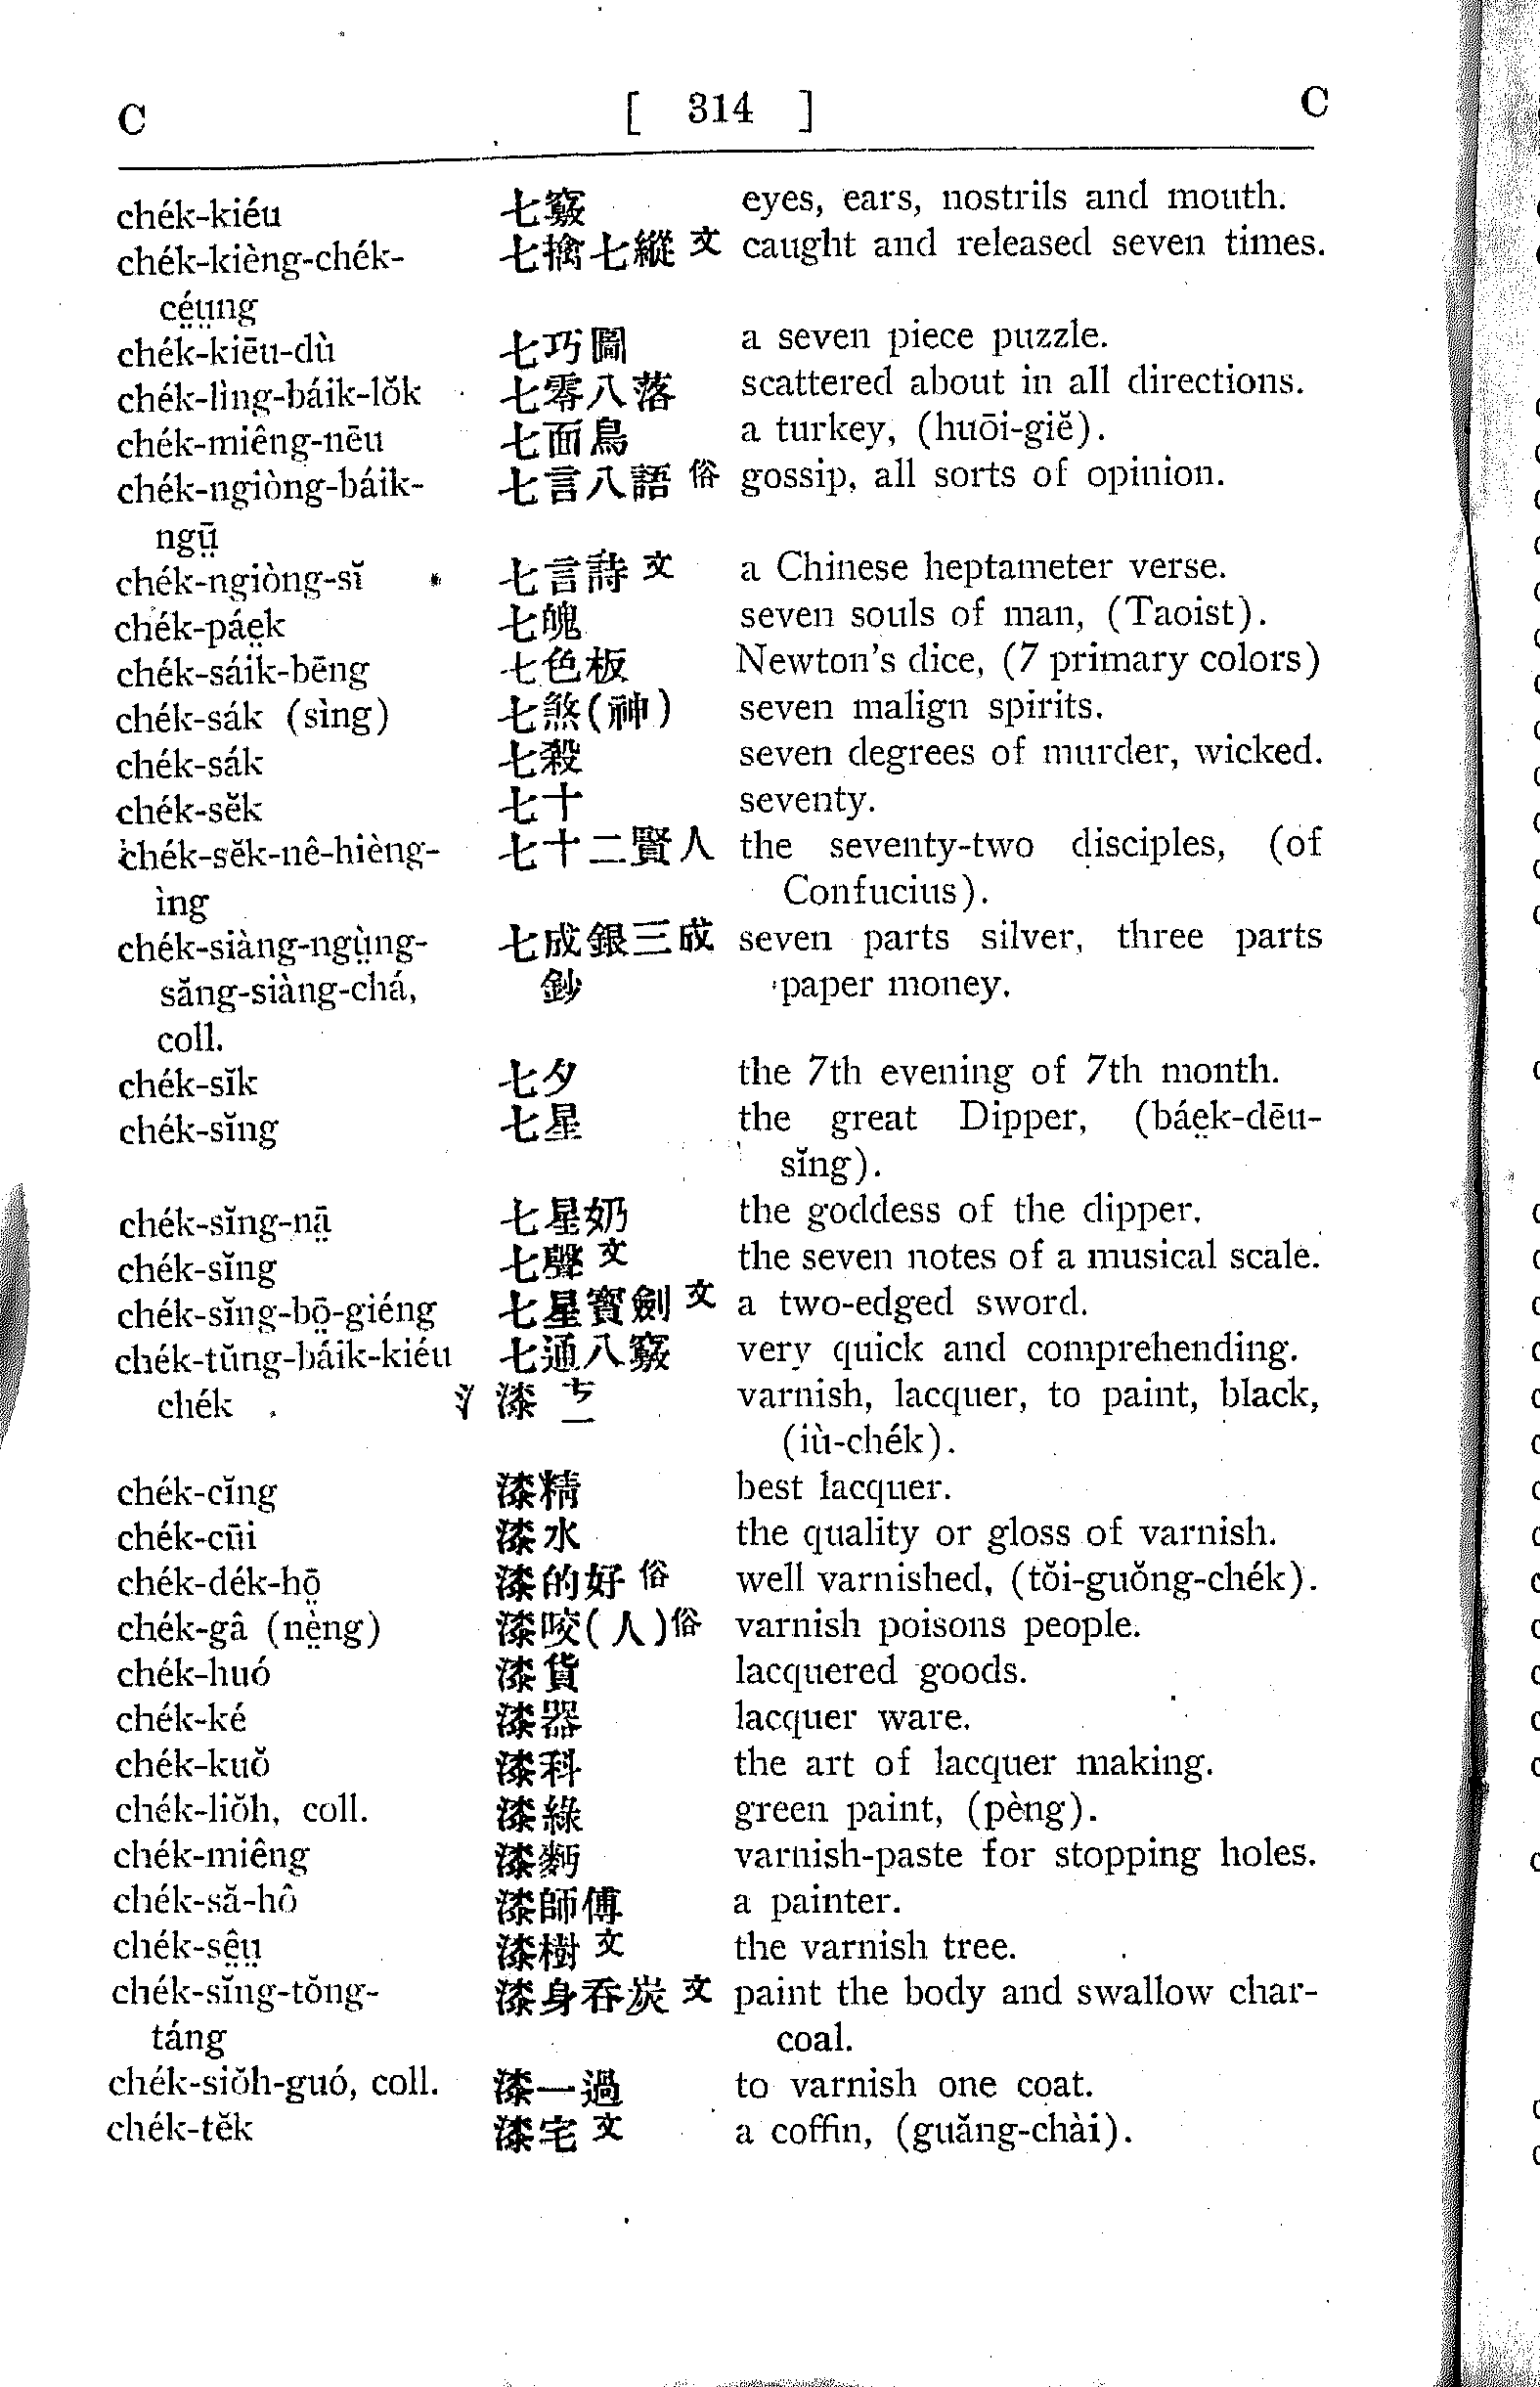 C [ 314 ] C
chék-kiéu 七竅 eyes, ears, nostrils and mouth.
chék-kièng-chék- 七擒七縱 文 caught and released seven times.
cé̤ṳng
chék-kiēu-dù 七巧圖 a seven piece puzzle.
chék-lìng-báik-lŏk 七零八落 scattered about in all directions.
chék-miêng-nēu 七面鳥 a turkey, (huōi-giĕ).
chék-ngiòng-báik- 七言八語 俗 gossip, all sorts of opinion.
ngṳ̄
chék-ngiòng-sĭ 七言詩 文 a Chinese heptameter verse.
chék-páe̤k 七魄 seven souls of man, (Taoist).
chék-sáik-bēng 七色板 Newton's dice, (7 primary colors)
chék-sák (sìng) 七煞(神) seven malign spirits.
chék-sák 七殺 seven degrees of murder, wicked.
chék-sĕk 七十 seventy.
chék-sĕk-nê-hièng- 七十二賢人 the seventy-two disciples, (of
ìng Confucius).
chék-siàng-ngṳ̀ng- 七成銀三成 seven parts silver, three parts
săng-siàng-chá, 鈔 paper money.
coll.
chék-sĭk 七夕 the 7th evening of 7th month.
chék-sĭng 七星 the great Dipper, (báe̤k-dēu-
sĭng).
chék-sĭng-nā̤ 七星奶 the goddess of the dipper.
chék-sĭng 七聲 文 the seven notes of a musical scale.
chék-sĭng-bō̤-giéng 七星寳劍 文 a two-edged sword.
chék-tŭng-báik-kiéu 七通八竅 very quick and comprehending.
chék 氵 漆 ㄘㄧ varnish, lacquer, to paint, black,
(iù-chék).
chék-cĭng 漆精 best lacquer.
chék-cūi 漆水 the quality or gloss of varnish.
chék-dék-hō̤ 漆的好 俗 well varnished, (tŏi-guŏng-chék).
chék-gâ (nè̤ng) 漆咬(人)俗 varnish poisons people.
chék-huó 漆貨 lacquered goods.
chék-ké 漆器 lacquer ware.
chék-kuŏ 漆科 the art of lacquer making.
chék-liŏh, coll. 漆綠 green paint, (pèng).
chék-miêng 漆麪 varnish-paste for stopping holes.
chék-să-hô 漆師傅 a painter.
chék-sê̤ṳ 漆樹 文 the varnish tree.
chék-sĭng-tŏng- 漆身吞炭 文 paint the body and swallow char-
táng coal.
chék-siŏh-guó, coll. 漆一過 to varnish one coat.
chék-tĕk 漆宅 文 a coffin, (guăng-chài).